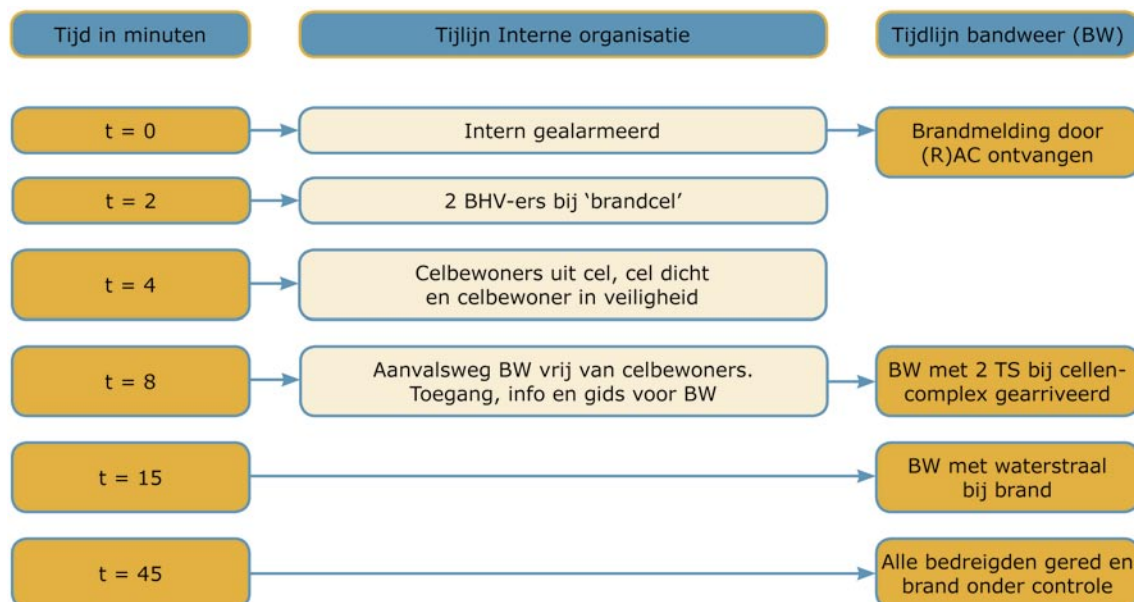 Tijd in minuten
Tijlijn Interne organisatie
Tijdlijn bandweer (BW)
t = 0
Intern gealarmeerd
Brandmelding door
(R)AC ontvangen
t = 2
2 BHV-ers bij ‘brandcel’
t = 4
Celbewoners uit cel, cel dicht
en celbewoner in veiligheid
t = 8
Aanvalsweg BW vrij van celbewoners.
Toegang, info en gids voor BW
BW met 2 TS bij cellen-
complex gearriveerd
t = 15
BW met waterstraal
bij brand
t = 45
Alle bedreigden gered en
brand onder controle